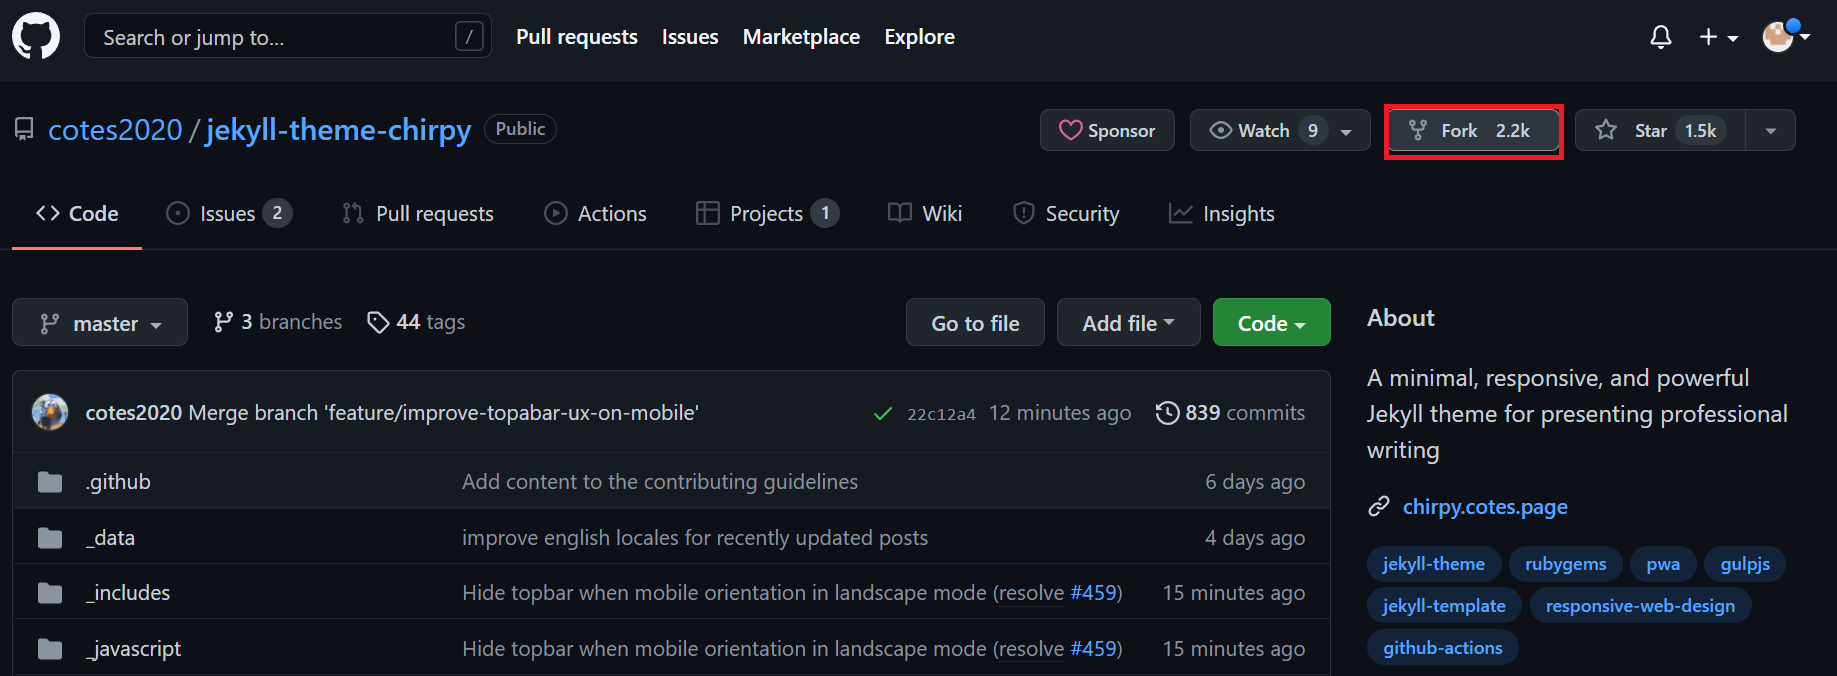 Search or jump to... / Pull requests Issues Marketplace Explore
cotes2020 / jekyll-theme-chirpy Public Sponsor Watch 9 Fork 2.2k Star 1.5k
Code Issues 2 Pull requests Actions Projects 1 Wiki Security Insights
master 3 branches 44 tags Go to file Add file Code
About
A minimal, responsive, and powerful
Jekyll theme for presenting professional
writing
chirpy.cotes.page
jekyll-theme rubygems pwa gulpjs
jekyll-template responsive-web-design
github-actions
cotes2020 Merge branch 'feature/improve-topabar-ux-on-mobile' 22c12a4 12 minutes ago 839 commits
.github Add content to the contributing guidelines 6 days ago
_data improve english locales for recently updated posts 4 days ago
_includes Hide topbar when mobile orientation in landscape mode (resolve #459) 15 minutes ago
_javascript Hide topbar when mobile orientation in landscape mode (resolve #459) 15 minutes ago